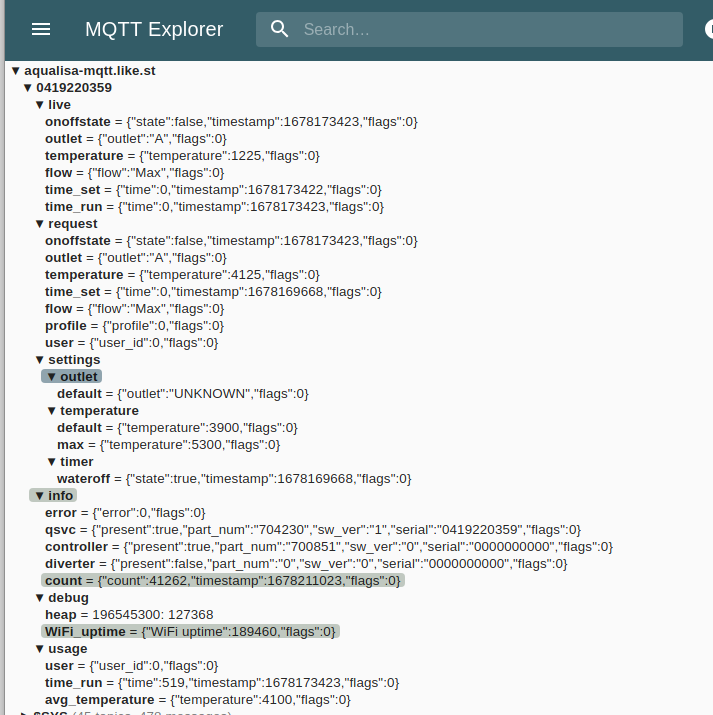 MQTT Explorer
Search...
▼ aqualisa-mqtt.like.st
▼ 0419220359
▼ live
onoffstate = {"state":false,"timestamp":1678173423,"flags":0}
outlet = {"outlet":"A","flags":0}
temperature = {"temperature":1225,"flags":0}
flow = {"flow":"Max","flags":0}
time_set = {"time":0,"timestamp":1678173422,"flags":0}
time_run = {"time":0,"timestamp":1678173423,"flags":0}
▼ request
onoffstate = {"state":false,"timestamp":1678173423,"flags":0}
outlet = {"outlet":"A","flags":0}
temperature = {"temperature":4125,"flags":0}
time_set = {"time":0,"timestamp":1678169668,"flags":0}
flow = {"flow":"Max","flags":0}
profile = {"profile":0,"flags":0}
user = {"user_id":0,"flags":0}
▼ settings
▼ outlet
default = {"outlet":"UNKNOWN","flags":0}
▼ temperature
default = {"temperature":3900,"flags":0}
max = {"temperature":5300,"flags":0}
▼ timer
wateroff = {"state":true,"timestamp":1678169668,"flags":0}
▼ info
error = {"error":0,"flags":0}
qsvc = {"present":true,"part_num":"704230","sw_ver":"1","serial":"0419220359","flags":0}
controller = {"present":true,"part_num":"700851","sw_ver":"0","serial":"0000000000","flags":0}
diverter = {"present":false,"part_num":"0","sw_ver":"0","serial":"0000000000","flags":0}
count = {"count":41262,"timestamp":1678211023,"flags":0}
▼ debug
heap = 196545300: 127368
WiFi_uptime = {"WiFi uptime":189460,"flags":0}
▼ usage
user = {"user_id":0,"flags":0}
time_run = {"time":519,"timestamp":1678173423,"flags":0}
avg_temperature = {"temperature":4100,"flags":0}